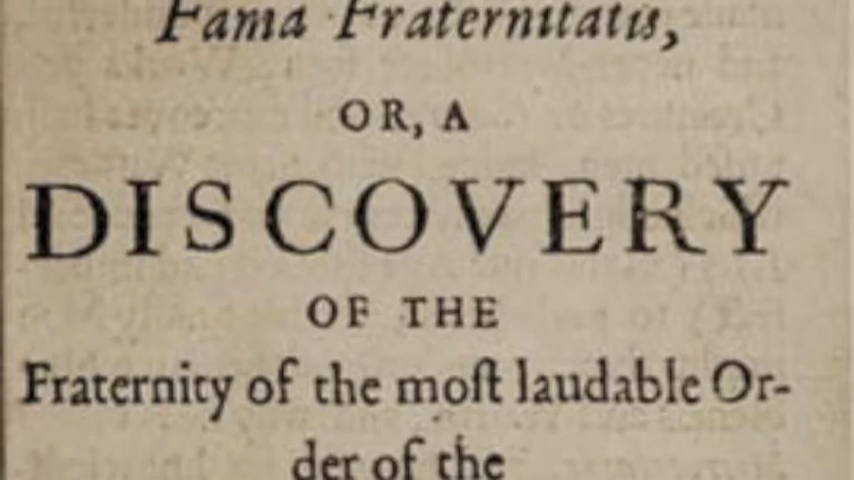 Fama Fraternitatis,
OR, A
DISCOVERY
OF THE
Fraternity of the moſt laudable Or-
der of the